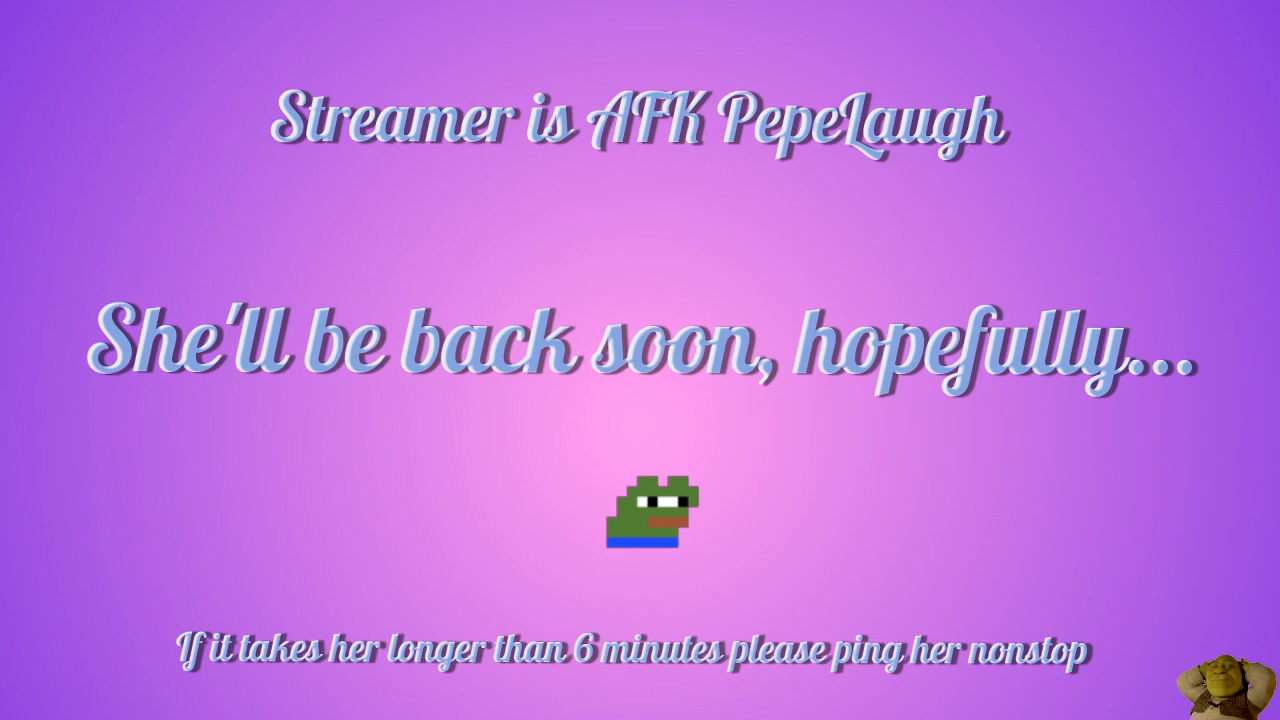 Streamer is AFK PepeLaugh
She'll be back soon, hopefully...
If it takes her longer than 6 minutes please ping her nonstop